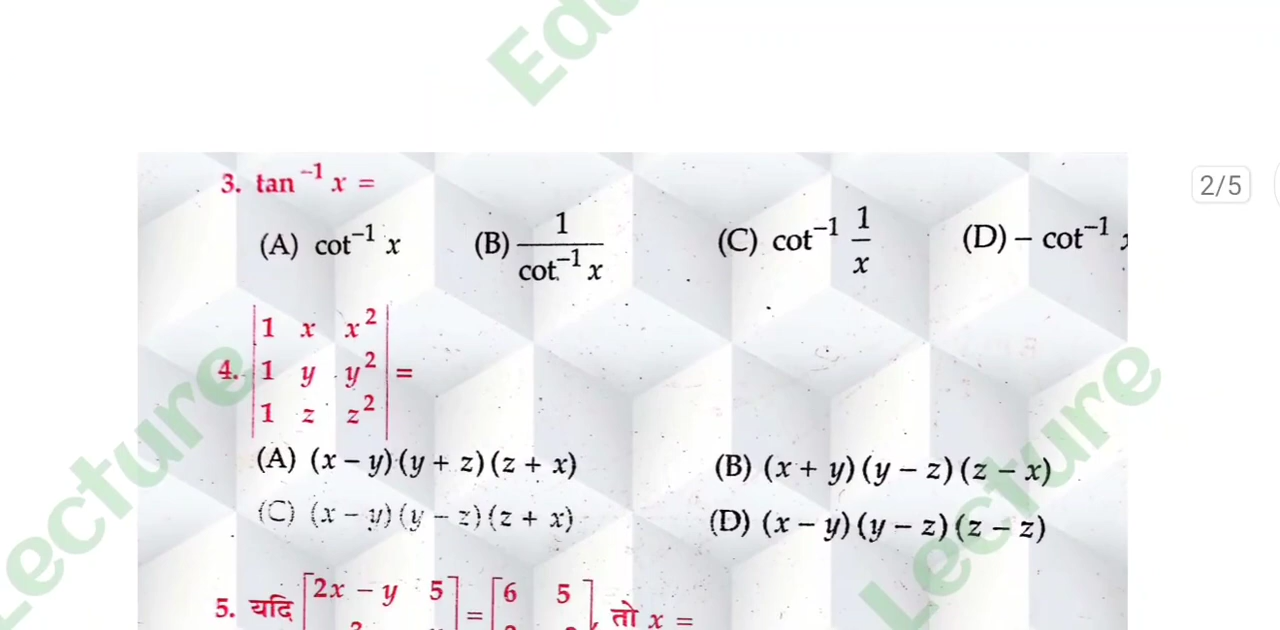 Edu
2/5
3. tan⁻¹ x =
(A) cot⁻¹ x (B) 1/cot⁻¹ x (C) cot⁻¹ 1/x (D) – cot⁻¹
4. |1 x x²|
|1 y y²| =
|1 z z²|
(A) (x – y) (y + z) (z + x) (B) (x + y) (y – z) (z – x)
(C) (x – y) (y – z) (z + x) (D) (x – y) (y – z) (z – z)
5. यदि [2x – y 5] = [6 5], तो x =
Lecture
Lecture